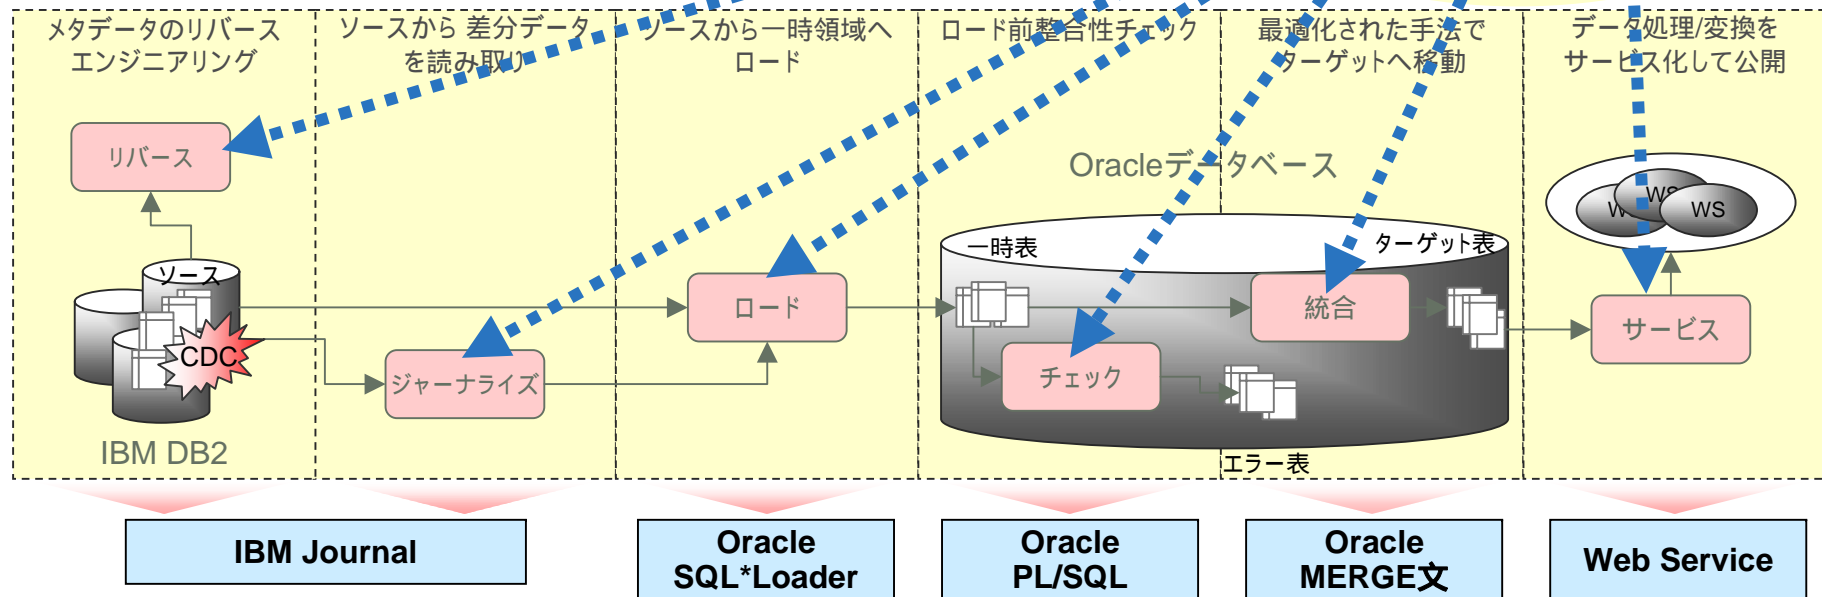 メタデータのリバース
エンジニアリング
ソースから 差分データ
を読み取り
ソースから一時領域へ
ロード
ロード前整合性チェック
最適化された手法で
ターゲットへ移動
データ処理/変換を
サービス化して公開
リバース
Oracleデータベース
WS
WS
WS
一時表
ターゲット表
ソース
ロード
統合
サービス
CDC
ジャーナライズ
チェック
IBM DB2
エラー表
IBM Journal
Oracle
SQL*Loader
Oracle
PL/SQL
Oracle
MERGE文
Web Service